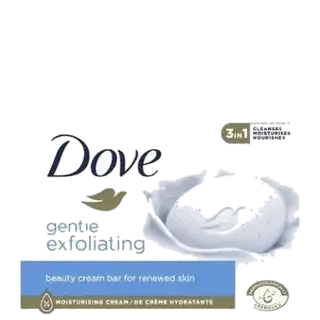 3 IN 1
CLEANSES
MOISTURISES
NOURISHES
Dove
gentle
exfoliating
beauty cream bar for renewed skin
¼ MOISTURISING CREAM/ DE CRÈME HYDRATANTE